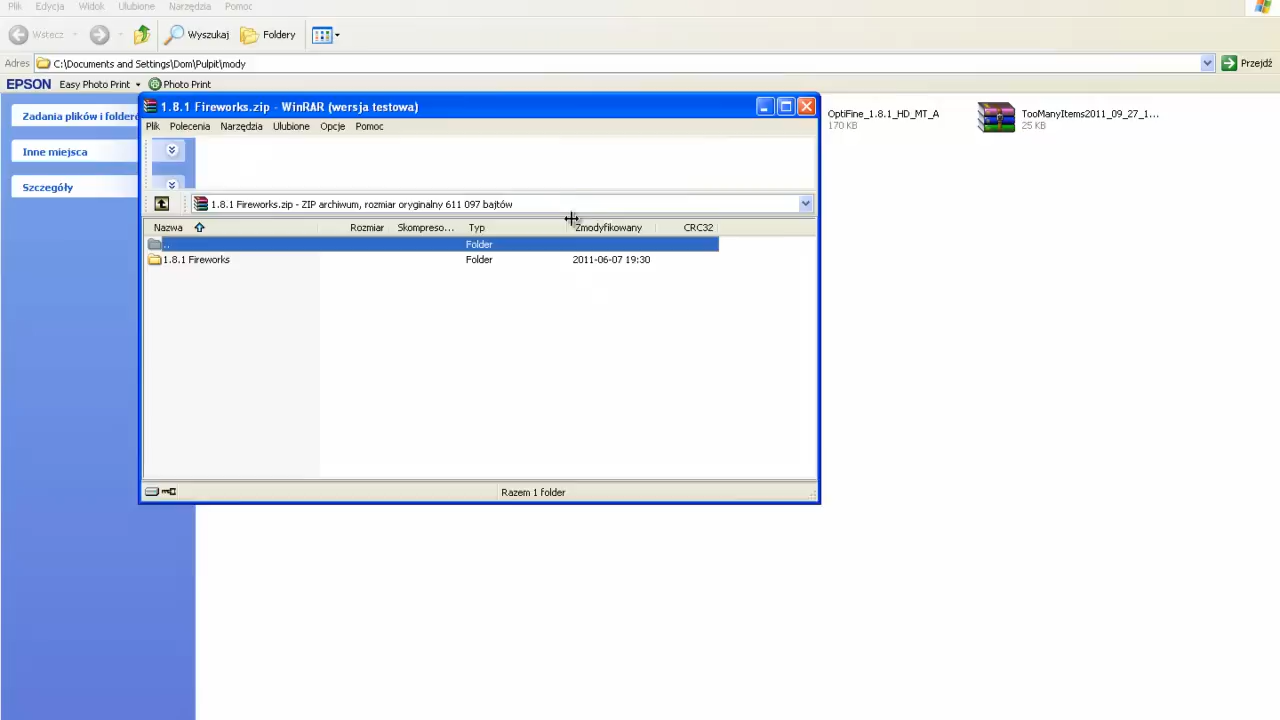 Plik Edycja Widok Ulubione Narzędzia Pomoc
Wstecz Wyszukaj Foldery
Adres C:\Documents and Settings\Dom\Pulpit\mody Przejdź
EPSON Easy Photo Print Photo Print
Zadania plików i folderó
Inne miejsca
Szczegóły
1.8.1 Fireworks.zip - WinRAR (wersja testowa)
Plik Polecenia Narzędzia Ulubione Opcje Pomoc
1.8.1 Fireworks.zip - ZIP archiwum, rozmiar oryginalny 611 097 bajtów
Nazwa Rozmiar Skompreso... Typ Zmodyfikowany CRC32
.. Folder
1.8.1 Fireworks Folder 2011-06-07 19:30
Razem 1 folder
OptiFine_1.8.1_HD_MT_A
170 KB
TooManyItems2011_09_27_1...
25 KB